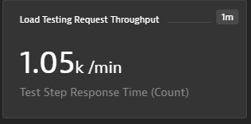 Load Testing Request Throughput
1m
1.05k /min
Test Step Response Time (Count)